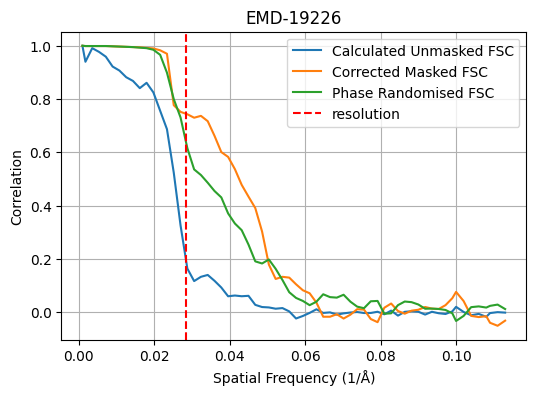 EMD-19226
Calculated Unmasked FSC
Corrected Masked FSC
Phase Randomised FSC
resolution
Correlation
1.0
0.8
0.6
0.4
0.2
0.0
0.00 0.02 0.04 0.06 0.08 0.10
Spatial Frequency (1/Å)